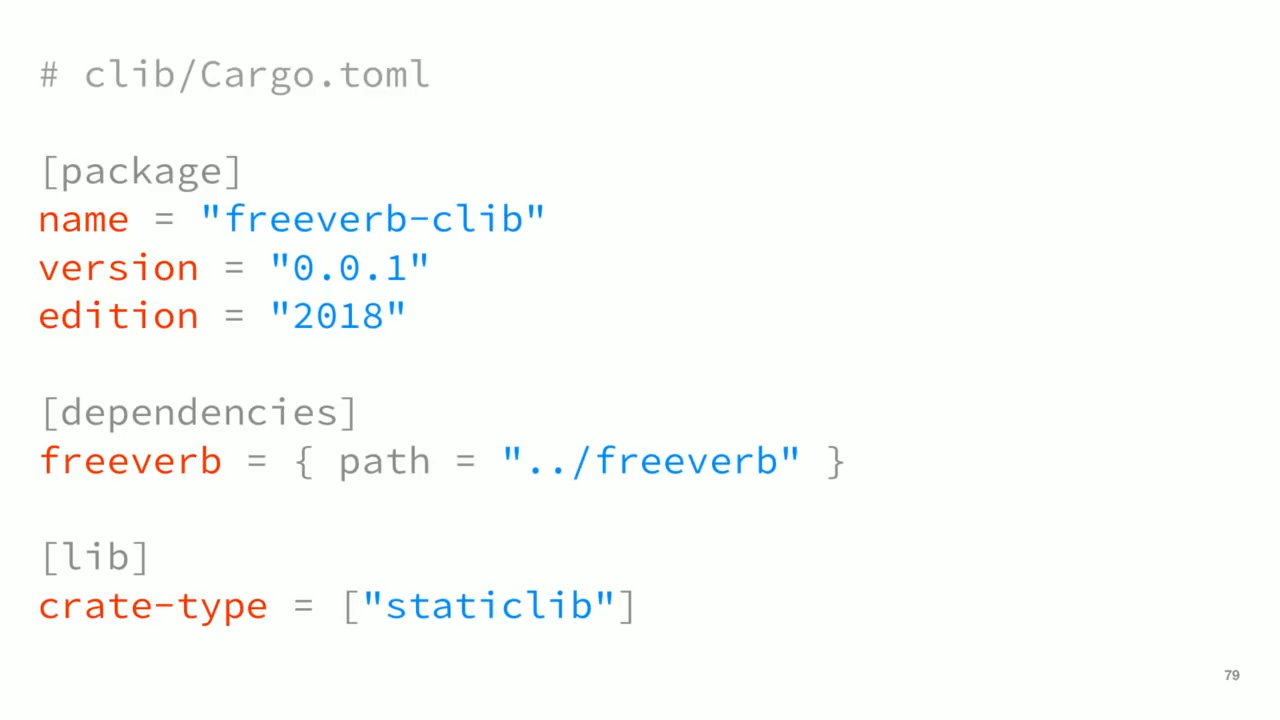 # clib/Cargo.toml
[package]
name = "freeverb-clib"
version = "0.0.1"
edition = "2018"
[dependencies]
freeverb = { path = "../freeverb" }
[lib]
crate-type = ["staticlib"]
79